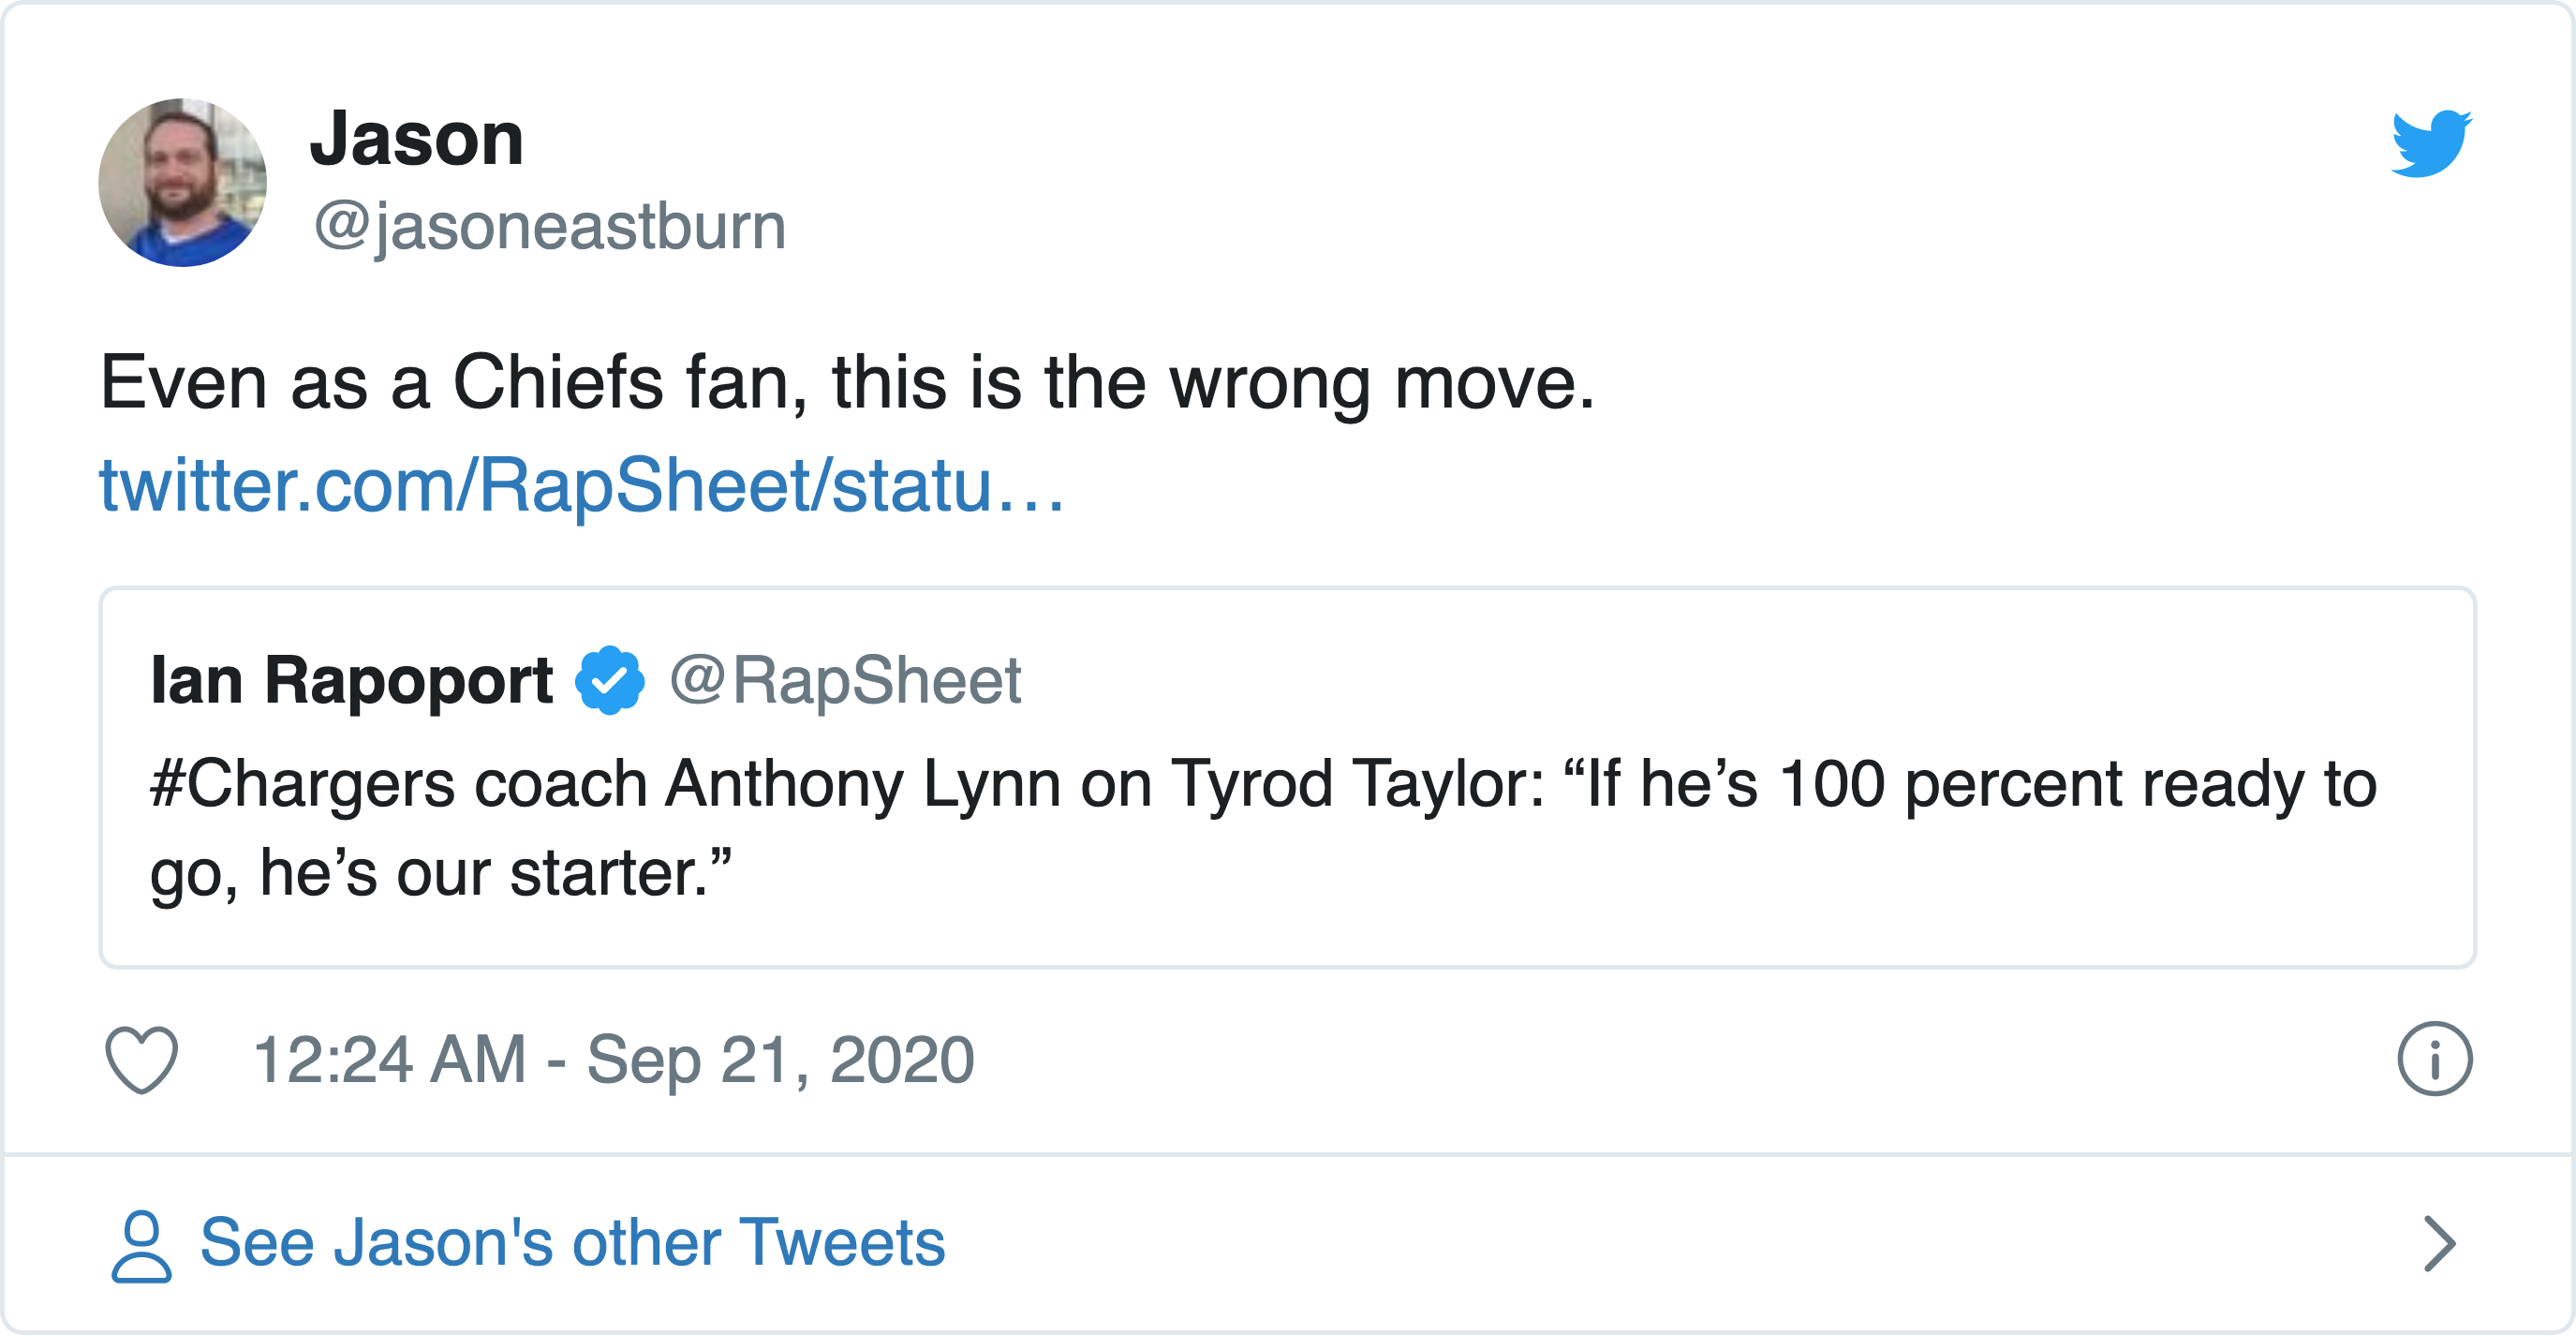 Jason
@jasoneastburn
Even as a Chiefs fan, this is the wrong move.
twitter.com/RapSheet/statu…
Ian Rapoport @RapSheet
#Chargers coach Anthony Lynn on Tyrod Taylor: “If he’s 100 percent ready to
go, he’s our starter.”
12:24 AM - Sep 21, 2020
See Jason's other Tweets